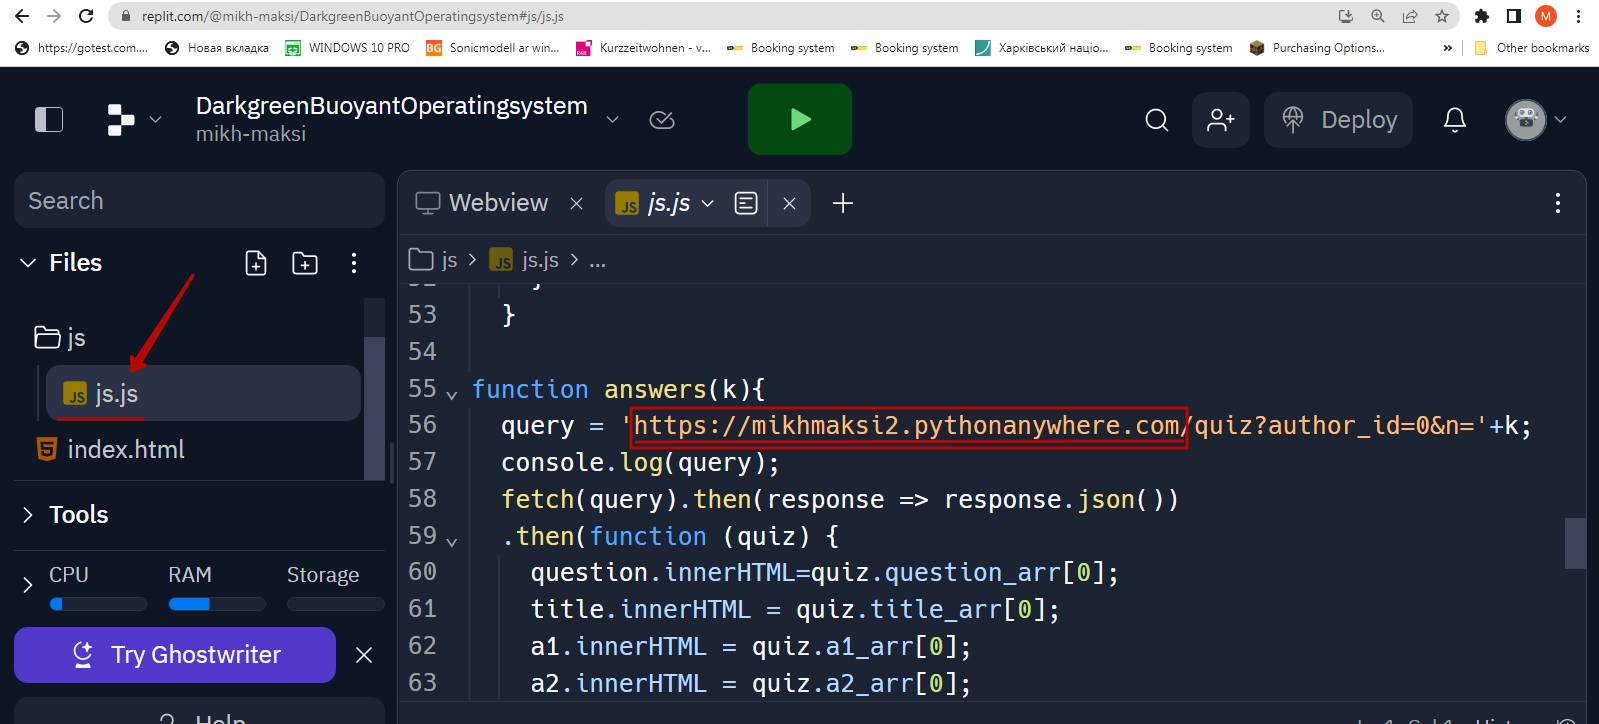 replit.com/@mikh-maksi/DarkgreenBuoyantOperatingsystem#js/js.js
M
https://gotest.com....
Новая вкладка
WINDOWS 10 PRO
BG Sonicmodell ar win...
Kurzzeitwohnen - v...
Booking system
Booking system
Харківський націо...
Booking system
Purchasing Options...
»
Other bookmarks
DarkgreenBuoyantOperatingsystem
mikh-maksi
Deploy
Search
Files
js
JS js.js
5 index.html
Tools
CPU RAM Storage
Try Ghostwriter
Webview
JS js.js
js > JS js.js > ...
53 }
54
55 function answers(k){
56 query = 'https://mikhmaksi2.pythonanywhere.com/quiz?author_id=0&n='+k;
57 console.log(query);
58 fetch(query).then(response => response.json())
59 .then(function (quiz) {
60 question.innerHTML=quiz.question_arr[0];
61 title.innerHTML = quiz.title_arr[0];
62 a1.innerHTML = quiz.a1_arr[0];
63 a2.innerHTML = quiz.a2_arr[0];